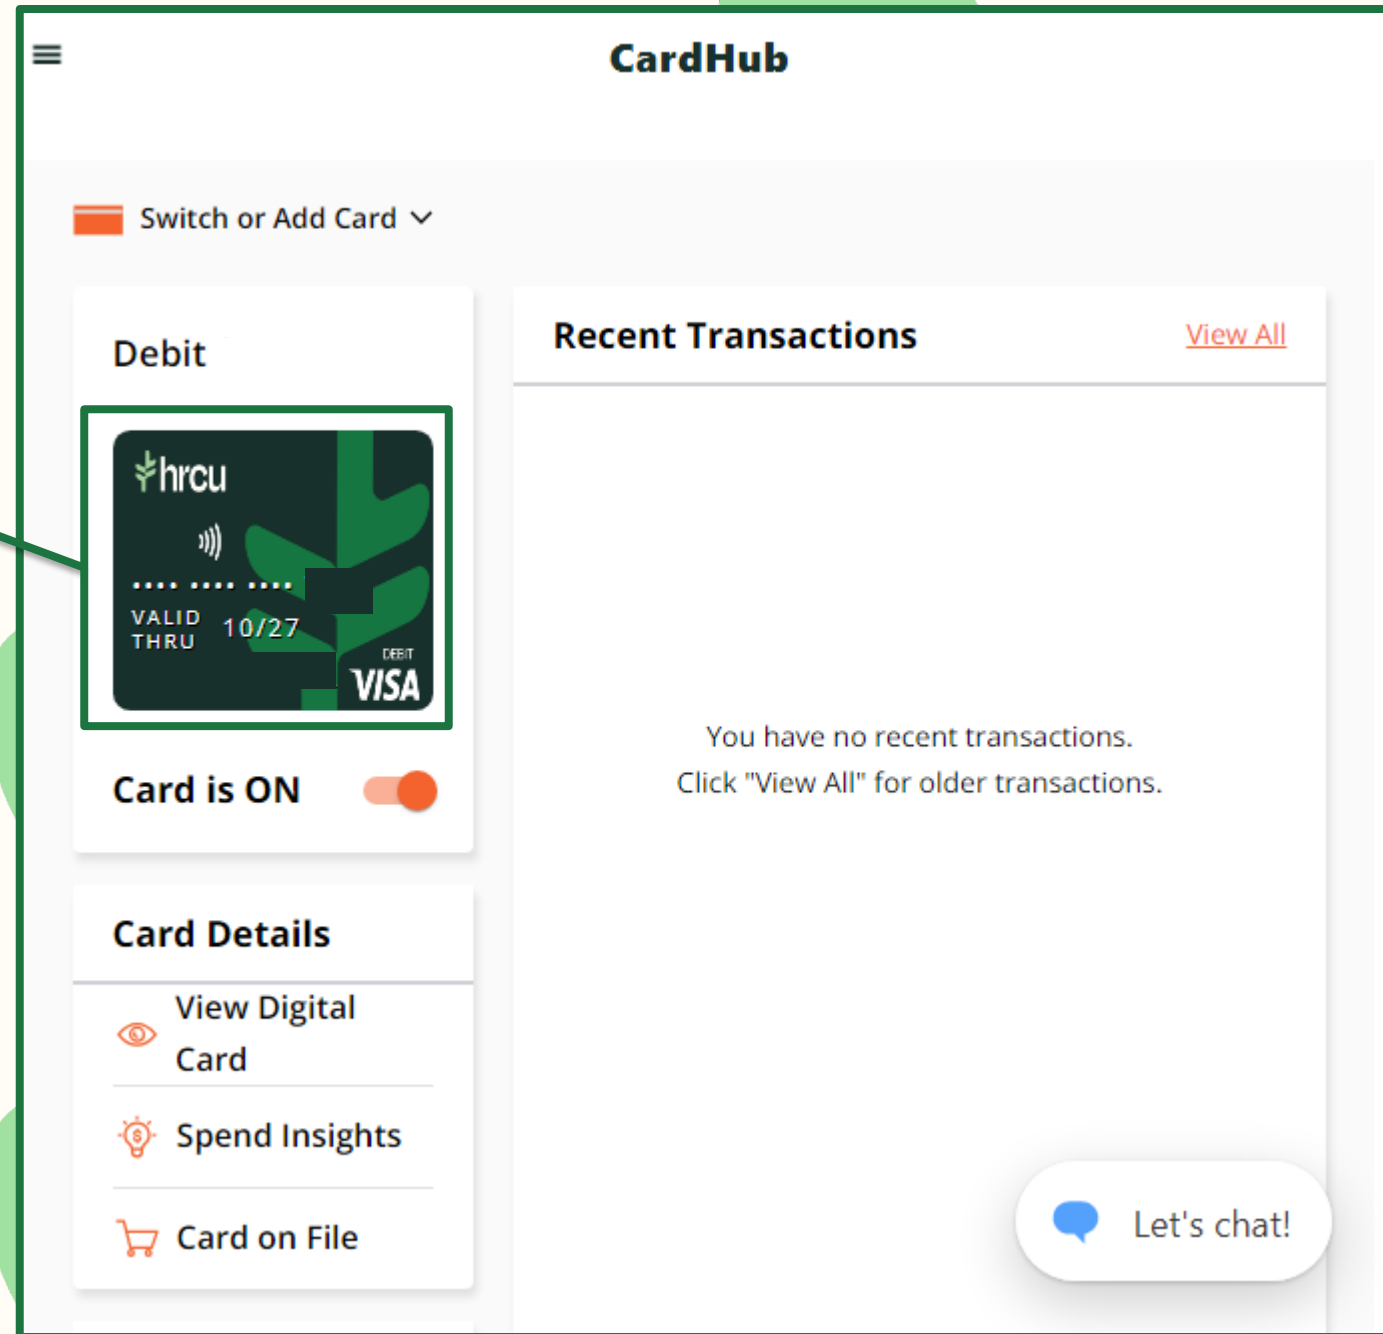 CardHub
Switch or Add Card
Debit
hrcu
•••• •••• ••••
VALID
THRU
10/27
DEBIT
VISA
Card is ON
Card Details
View Digital
Card
Spend Insights
Card on File
Recent Transactions
View All
You have no recent transactions.
Click "View All" for older transactions.
Let's chat!